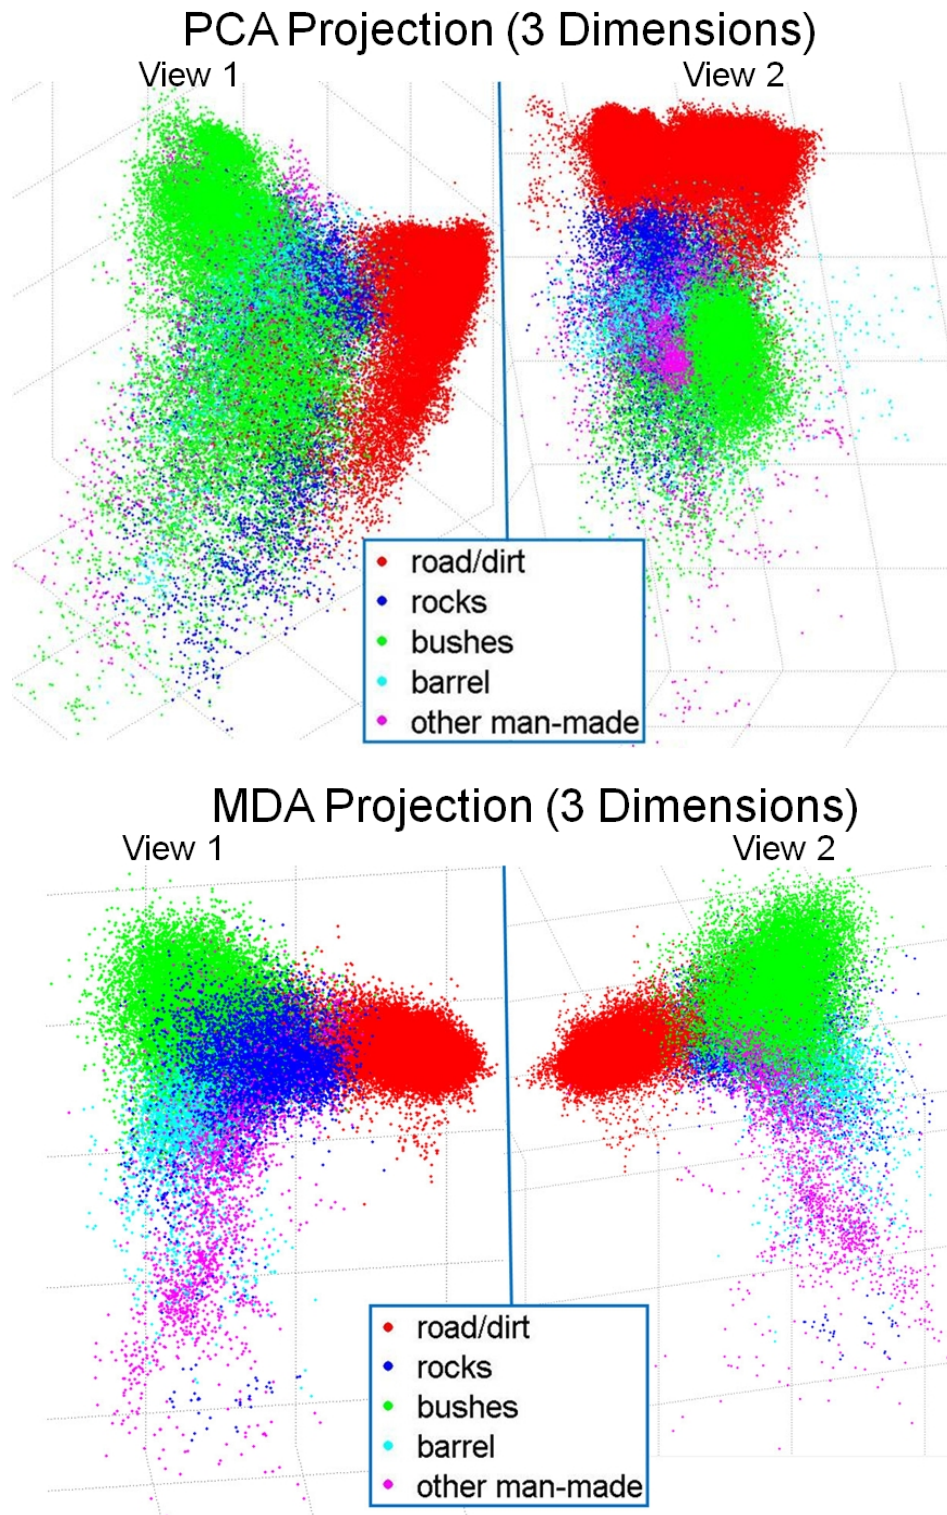 PCA Projection (3 Dimensions)
View 1
View 2
road/dirt
rocks
bushes
barrel
other man-made
MDA Projection (3 Dimensions)
View 1
View 2
road/dirt
rocks
bushes
barrel
other man-made